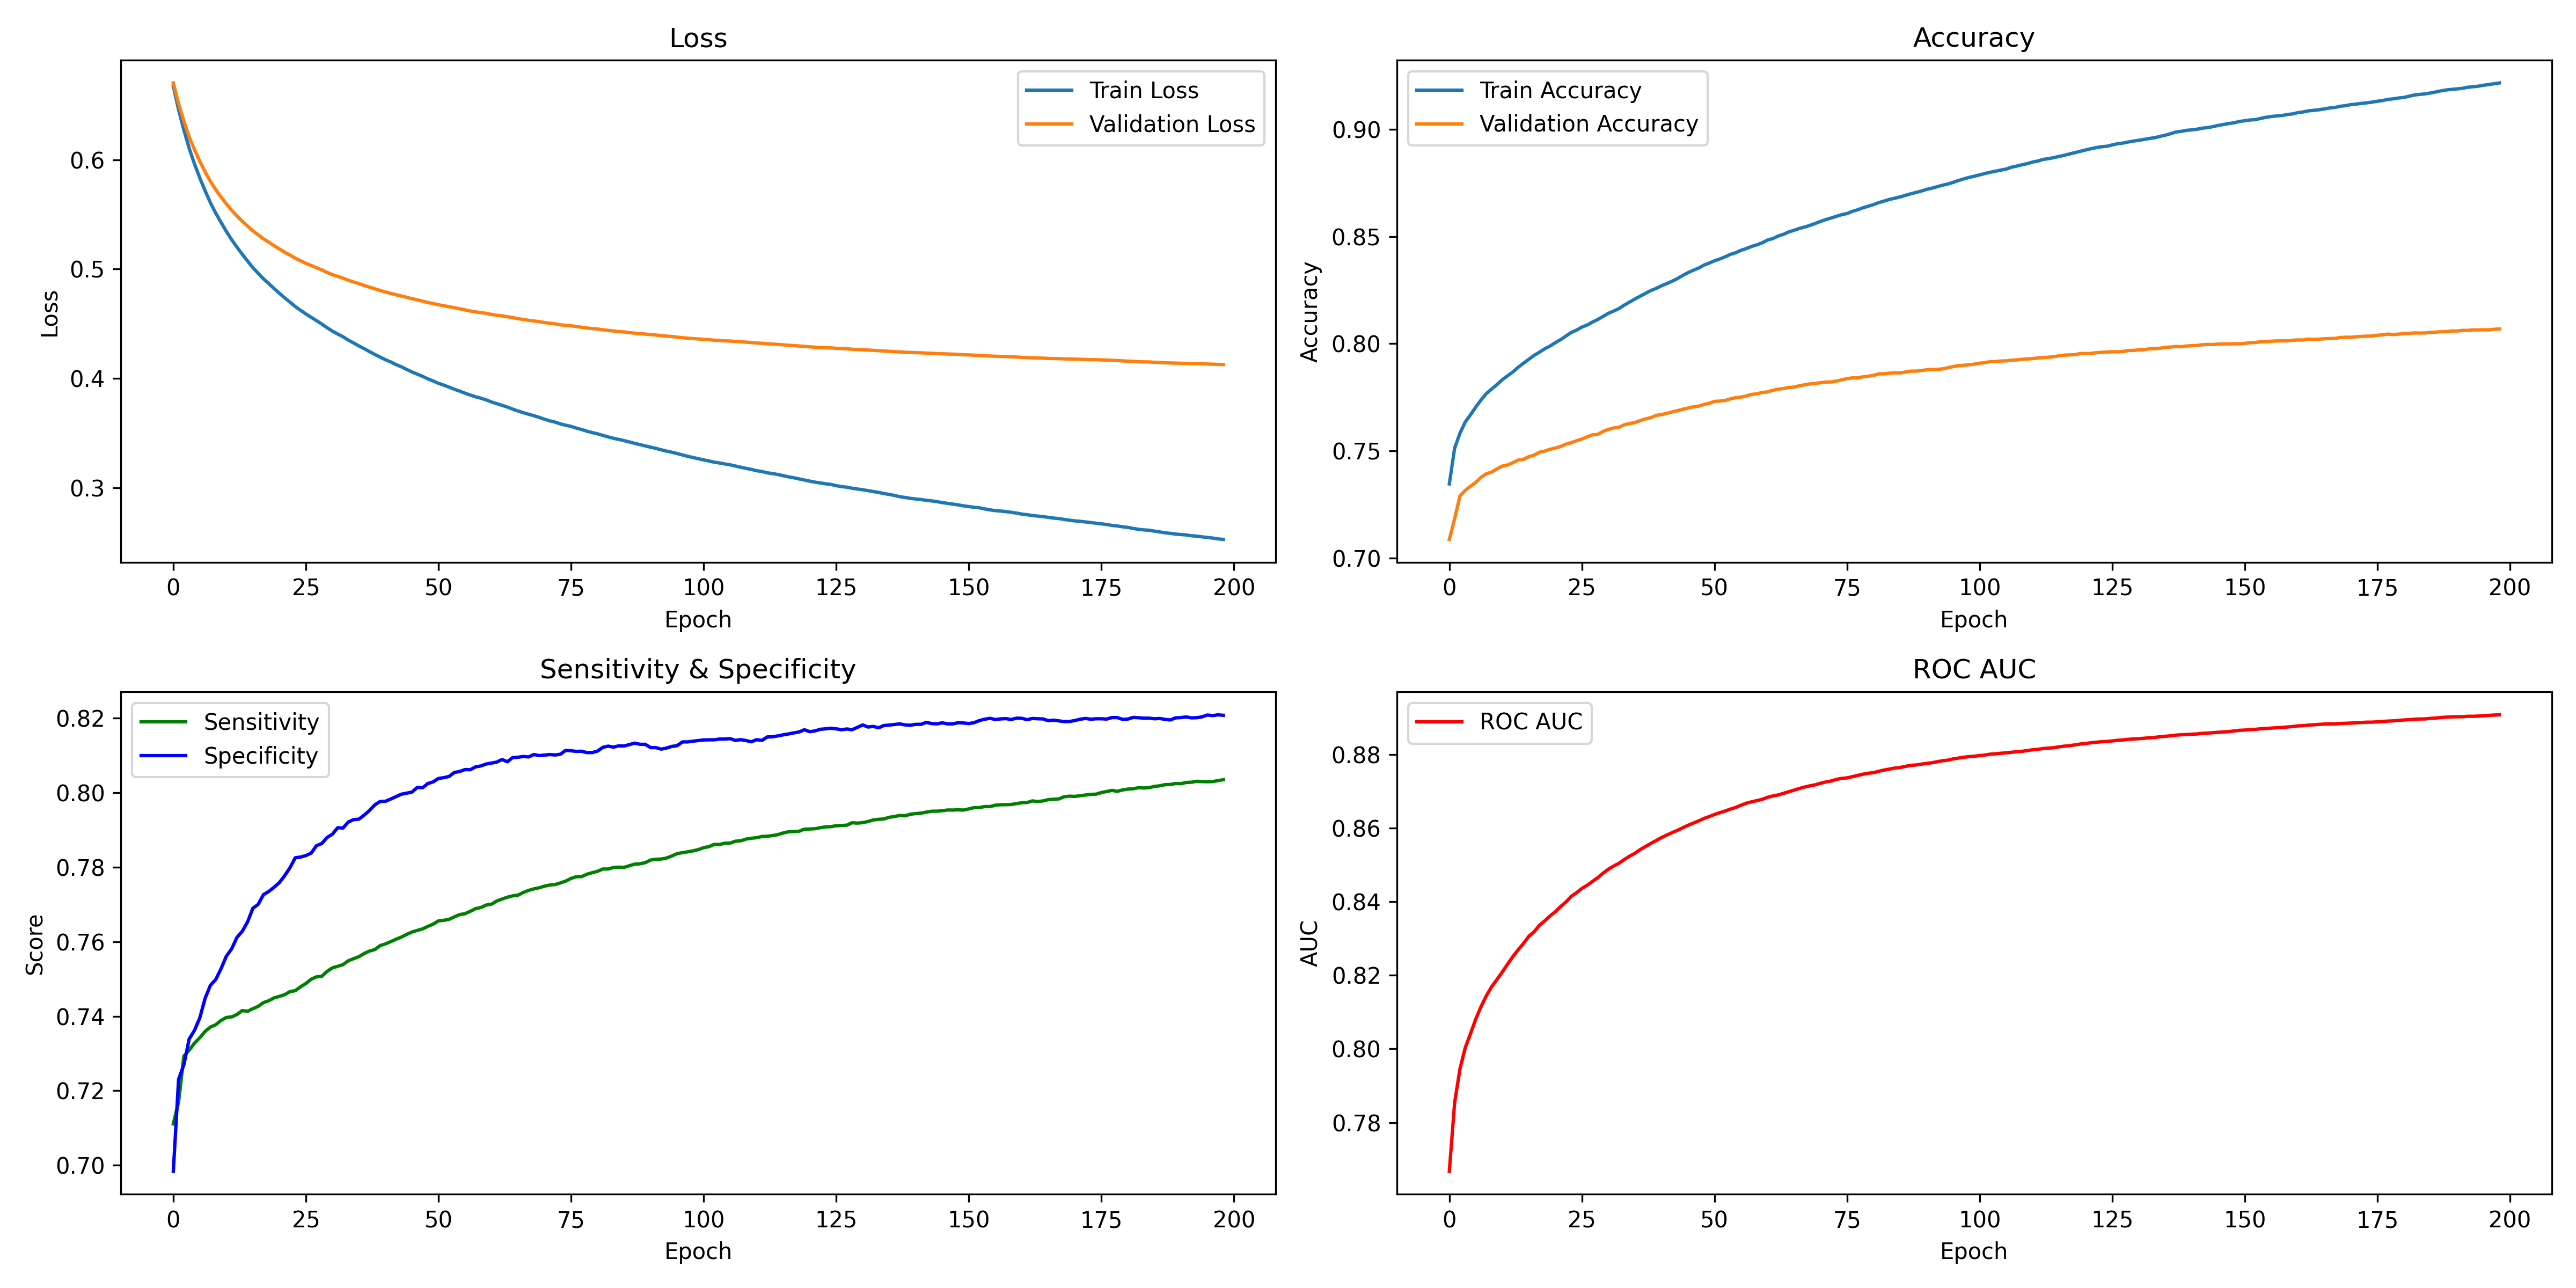 Loss
Train Loss
Validation Loss
0.6
0.5
0.4
0.3
Loss
0 25 50 75 100 125 150 175 200
Epoch
Accuracy
Train Accuracy
Validation Accuracy
0.90
0.85
0.80
0.75
0.70
Accuracy
0 25 50 75 100 125 150 175 200
Epoch
Sensitivity & Specificity
Sensitivity
Specificity
0.82
0.80
0.78
0.76
0.74
0.72
0.70
Score
0 25 50 75 100 125 150 175 200
Epoch
ROC AUC
ROC AUC
0.88
0.86
0.84
0.82
0.80
0.78
AUC
0 25 50 75 100 125 150 175 200
Epoch